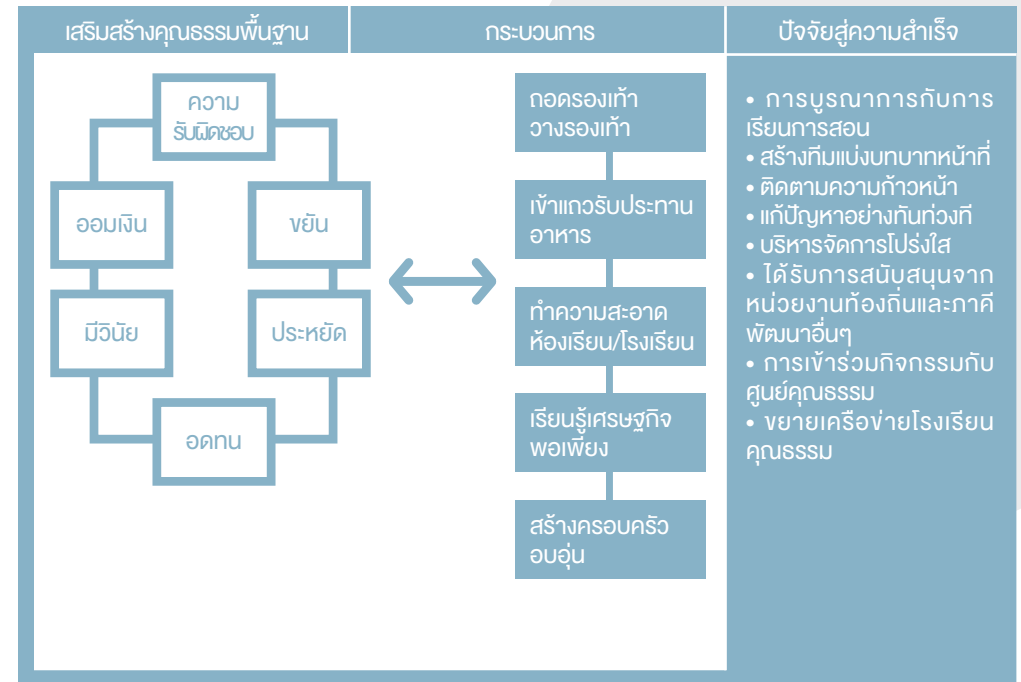 เสริมสร้างคุณธรรมพื้นฐาน
กระบวนการ
ปัจจัยสู่ความสำเร็จ
ความ
รับผิดชอบ
ออมเงิน
ขยัน
มีวินัย
ประหยัด
อดทน
ถอดรองเท้า
วางรองเท้า
เข้าแถวรับประทาน
อาหาร
ทำความสะอาด
ห้องเรียน/โรงเรียน
เรียนรู้เศรษฐกิจ
พอเพียง
สร้างครอบครัว
อบอุ่น
• การบูรณาการกับการ
เรียนการสอน
• สร้างทีมแบ่งบทบาทหน้าที่
• ติดตามความก้าวหน้า
• แก้ปัญหาอย่างทันท่วงที
• บริหารจัดการโปร่งใส
• ได้รับการสนับสนุนจาก
หน่วยงานท้องถิ่นและภาคี
พัฒนาอื่นๆ
• การเข้าร่วมกิจกรรมกับ
ศูนย์คุณธรรม
• ขยายเครือข่ายโรงเรียน
คุณธรรม